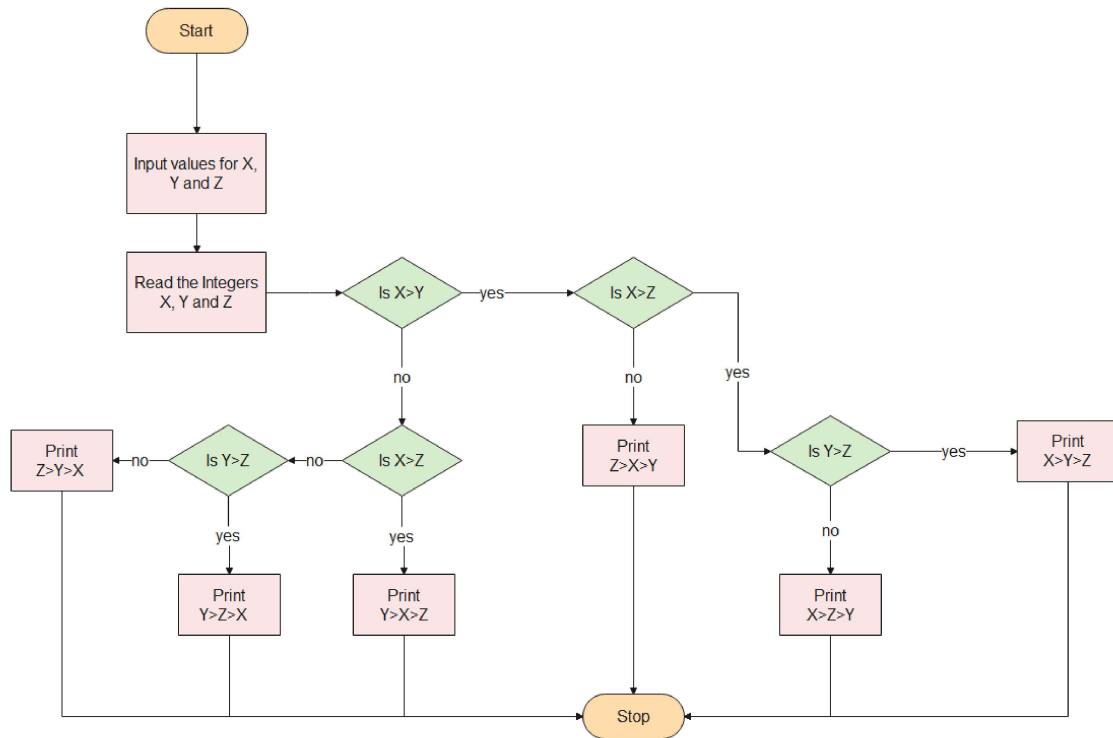 Start
Input values for X,
Y and Z
Read the Integers
X, Y and Z
Is X>Y
yes
Is X>Z
no
no
yes
Print
Z>Y>X
no
Is Y>Z
no
Is X>Z
Print
Z>X>Y
Is Y>Z
yes
Print
X>Y>Z
yes
yes
no
Print
Y>Z>X
Print
Y>X>Z
Print
X>Z>Y
Stop